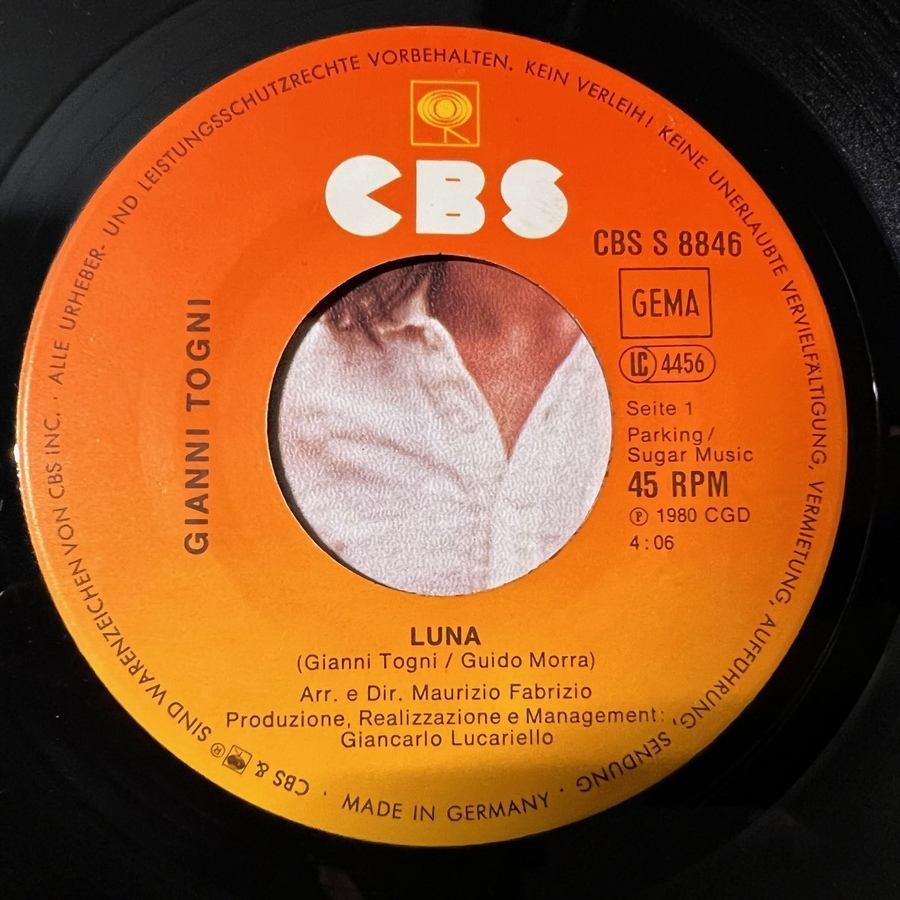 CBS & ® SIND WARENZEICHEN VON CBS INC. · ALLE URHEBER- UND LEISTUNGSSCHUTZRECHTE VORBEHALTEN. KEIN VERLEIH! KEINE UNERLAUBTE VERVIELFÄLTIGUNG, VERMIETUNG, AUFFÜHRUNG, SENDUNG ·
CBS
CBS S 8846
GEMA
LC 4456
GIANNI TOGNI
Seite 1
Parking /
Sugar Music
45 RPM
℗ 1980 CGD
4:06
LUNA
(Gianni Togni / Guido Morra)
Arr. e Dir. Maurizio Fabrizio
Produzione, Realizzazione e Management:
Giancarlo Lucariello
· MADE IN GERMANY ·